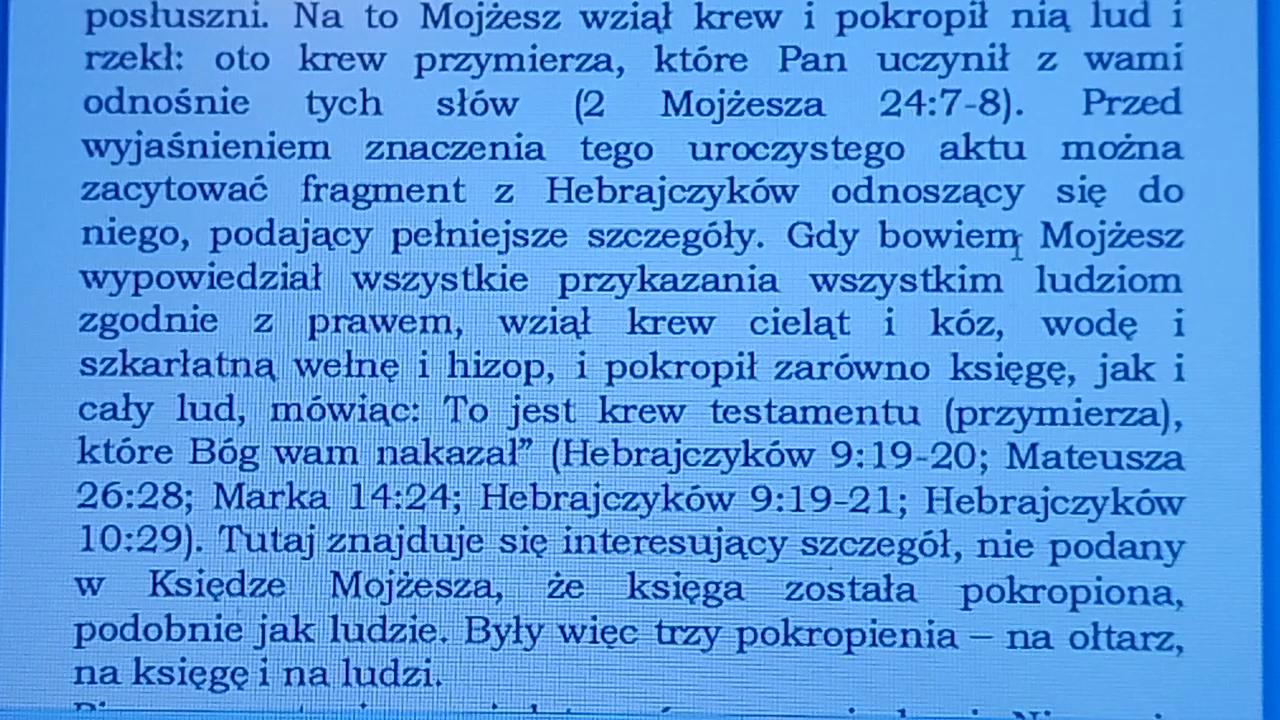 posłuszni. Na to Mojżesz wziął krew i pokropił nią lud i
rzekł: oto krew przymierza, które Pan uczynił z wami
odnośnie tych słów (2 Mojżesza 24:7-8). Przed
wyjaśnieniem znaczenia tego uroczystego aktu można
zacytować fragment z Hebrajczyków odnoszący się do
niego, podający pełniejsze szczegóły. Gdy bowiem Mojżesz
wypowiedział wszystkie przykazania wszystkim ludziom
zgodnie z prawem, wziął krew cieląt i kóz, wodę i
szkarłatną wełnę i hizop, i pokropił zarówno księgę, jak i
cały lud, mówiąc: To jest krew testamentu (przymierza),
które Bóg wam nakazał” (Hebrajczyków 9:19-20; Mateusza
26:28; Marka 14:24; Hebrajczyków 9:19-21; Hebrajczyków
10:29). Tutaj znajduje się interesujący szczegół, nie podany
w Księdze Mojżesza, że księga została pokropiona,
podobnie jak ludzie. Były więc trzy pokropienia – na ołtarz,
na księgę i na ludzi.